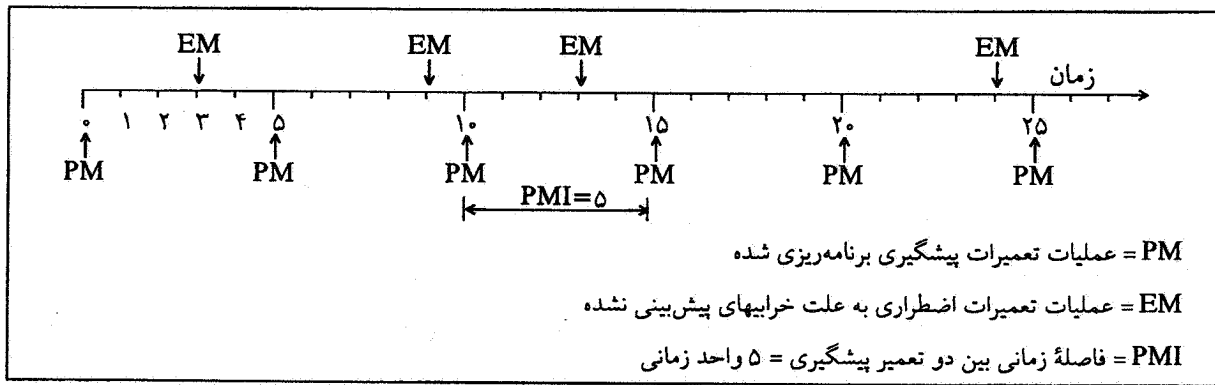 EM EM EM EM
زمان
۰ ۱ ۲ ۳ ۴ ۵ ۱۰ ۱۵ ۲۰ ۲۵
PM PM PM PM PM PM
PMI=۵
PM = عملیات تعمیرات پیشگیری برنامه‌ریزی شده
EM = عملیات تعمیرات اضطراری به علت خرابیهای پیش‌بینی نشده
PMI = فاصلهٔ زمانی بین دو تعمیر پیشگیری = ۵ واحد زمانی